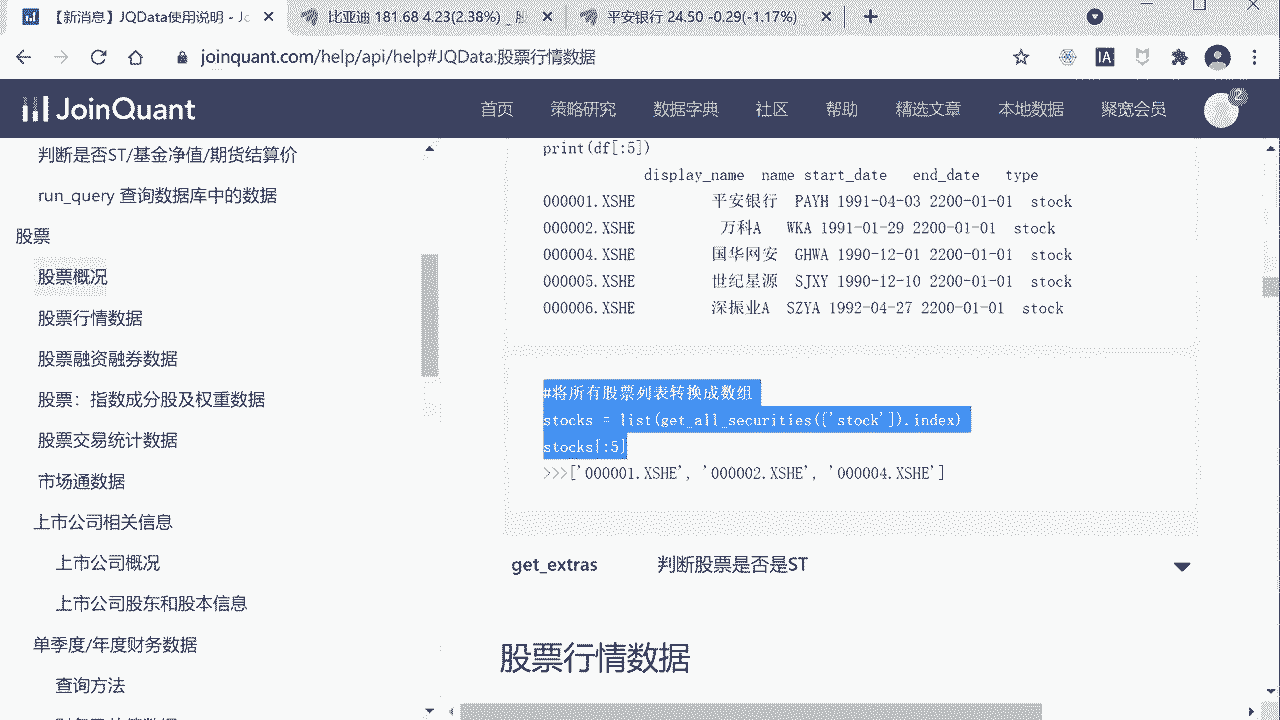 【新消息】JQData使用说明 - Jc
比亚迪 181.68 4.23(2.38%)
平安银行 24.50 -0.29(-1.17%)
joinquant.com/help/api/help#JQData:股票行情数据
IA
JoinQuant
首页 策略研究 数据字典 社区 帮助 精选文章 本地数据 聚宽会员
判断是否ST/基金净值/期货结算价
run_query 查询数据库中的数据
股票
股票概况
股票行情数据
股票融资融券数据
股票：指数成分股及权重数据
股票交易统计数据
市场通数据
上市公司相关信息
上市公司概况
上市公司股东和股本信息
单季度/年度财务数据
查询方法
print(df[:5])
display_name name start_date end_date type
000001.XSHE 平安银行 PAYH 1991-04-03 2200-01-01 stock
000002.XSHE 万科A WKA 1991-01-29 2200-01-01 stock
000004.XSHE 国华网安 GHWA 1990-12-01 2200-01-01 stock
000005.XSHE 世纪星源 SJXY 1990-12-10 2200-01-01 stock
000006.XSHE 深振业A SZYA 1992-04-27 2200-01-01 stock
#将所有股票列表转换成数组
stocks = list(get_all_securities(['stock']).index)
stocks[:5]
>>>['000001.XSHE', '000002.XSHE', '000004.XSHE']
get_extras 判断股票是否是ST
股票行情数据